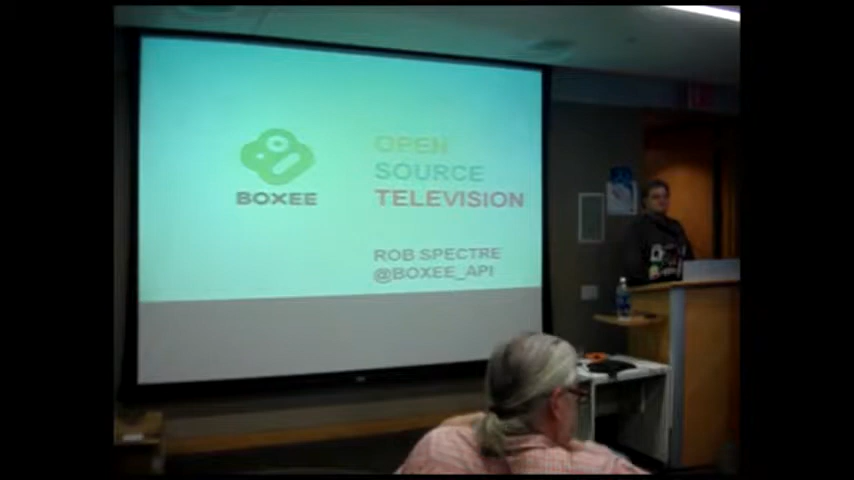 BOXEE
OPEN
SOURCE
TELEVISION
ROB SPECTRE
@BOXEE_API